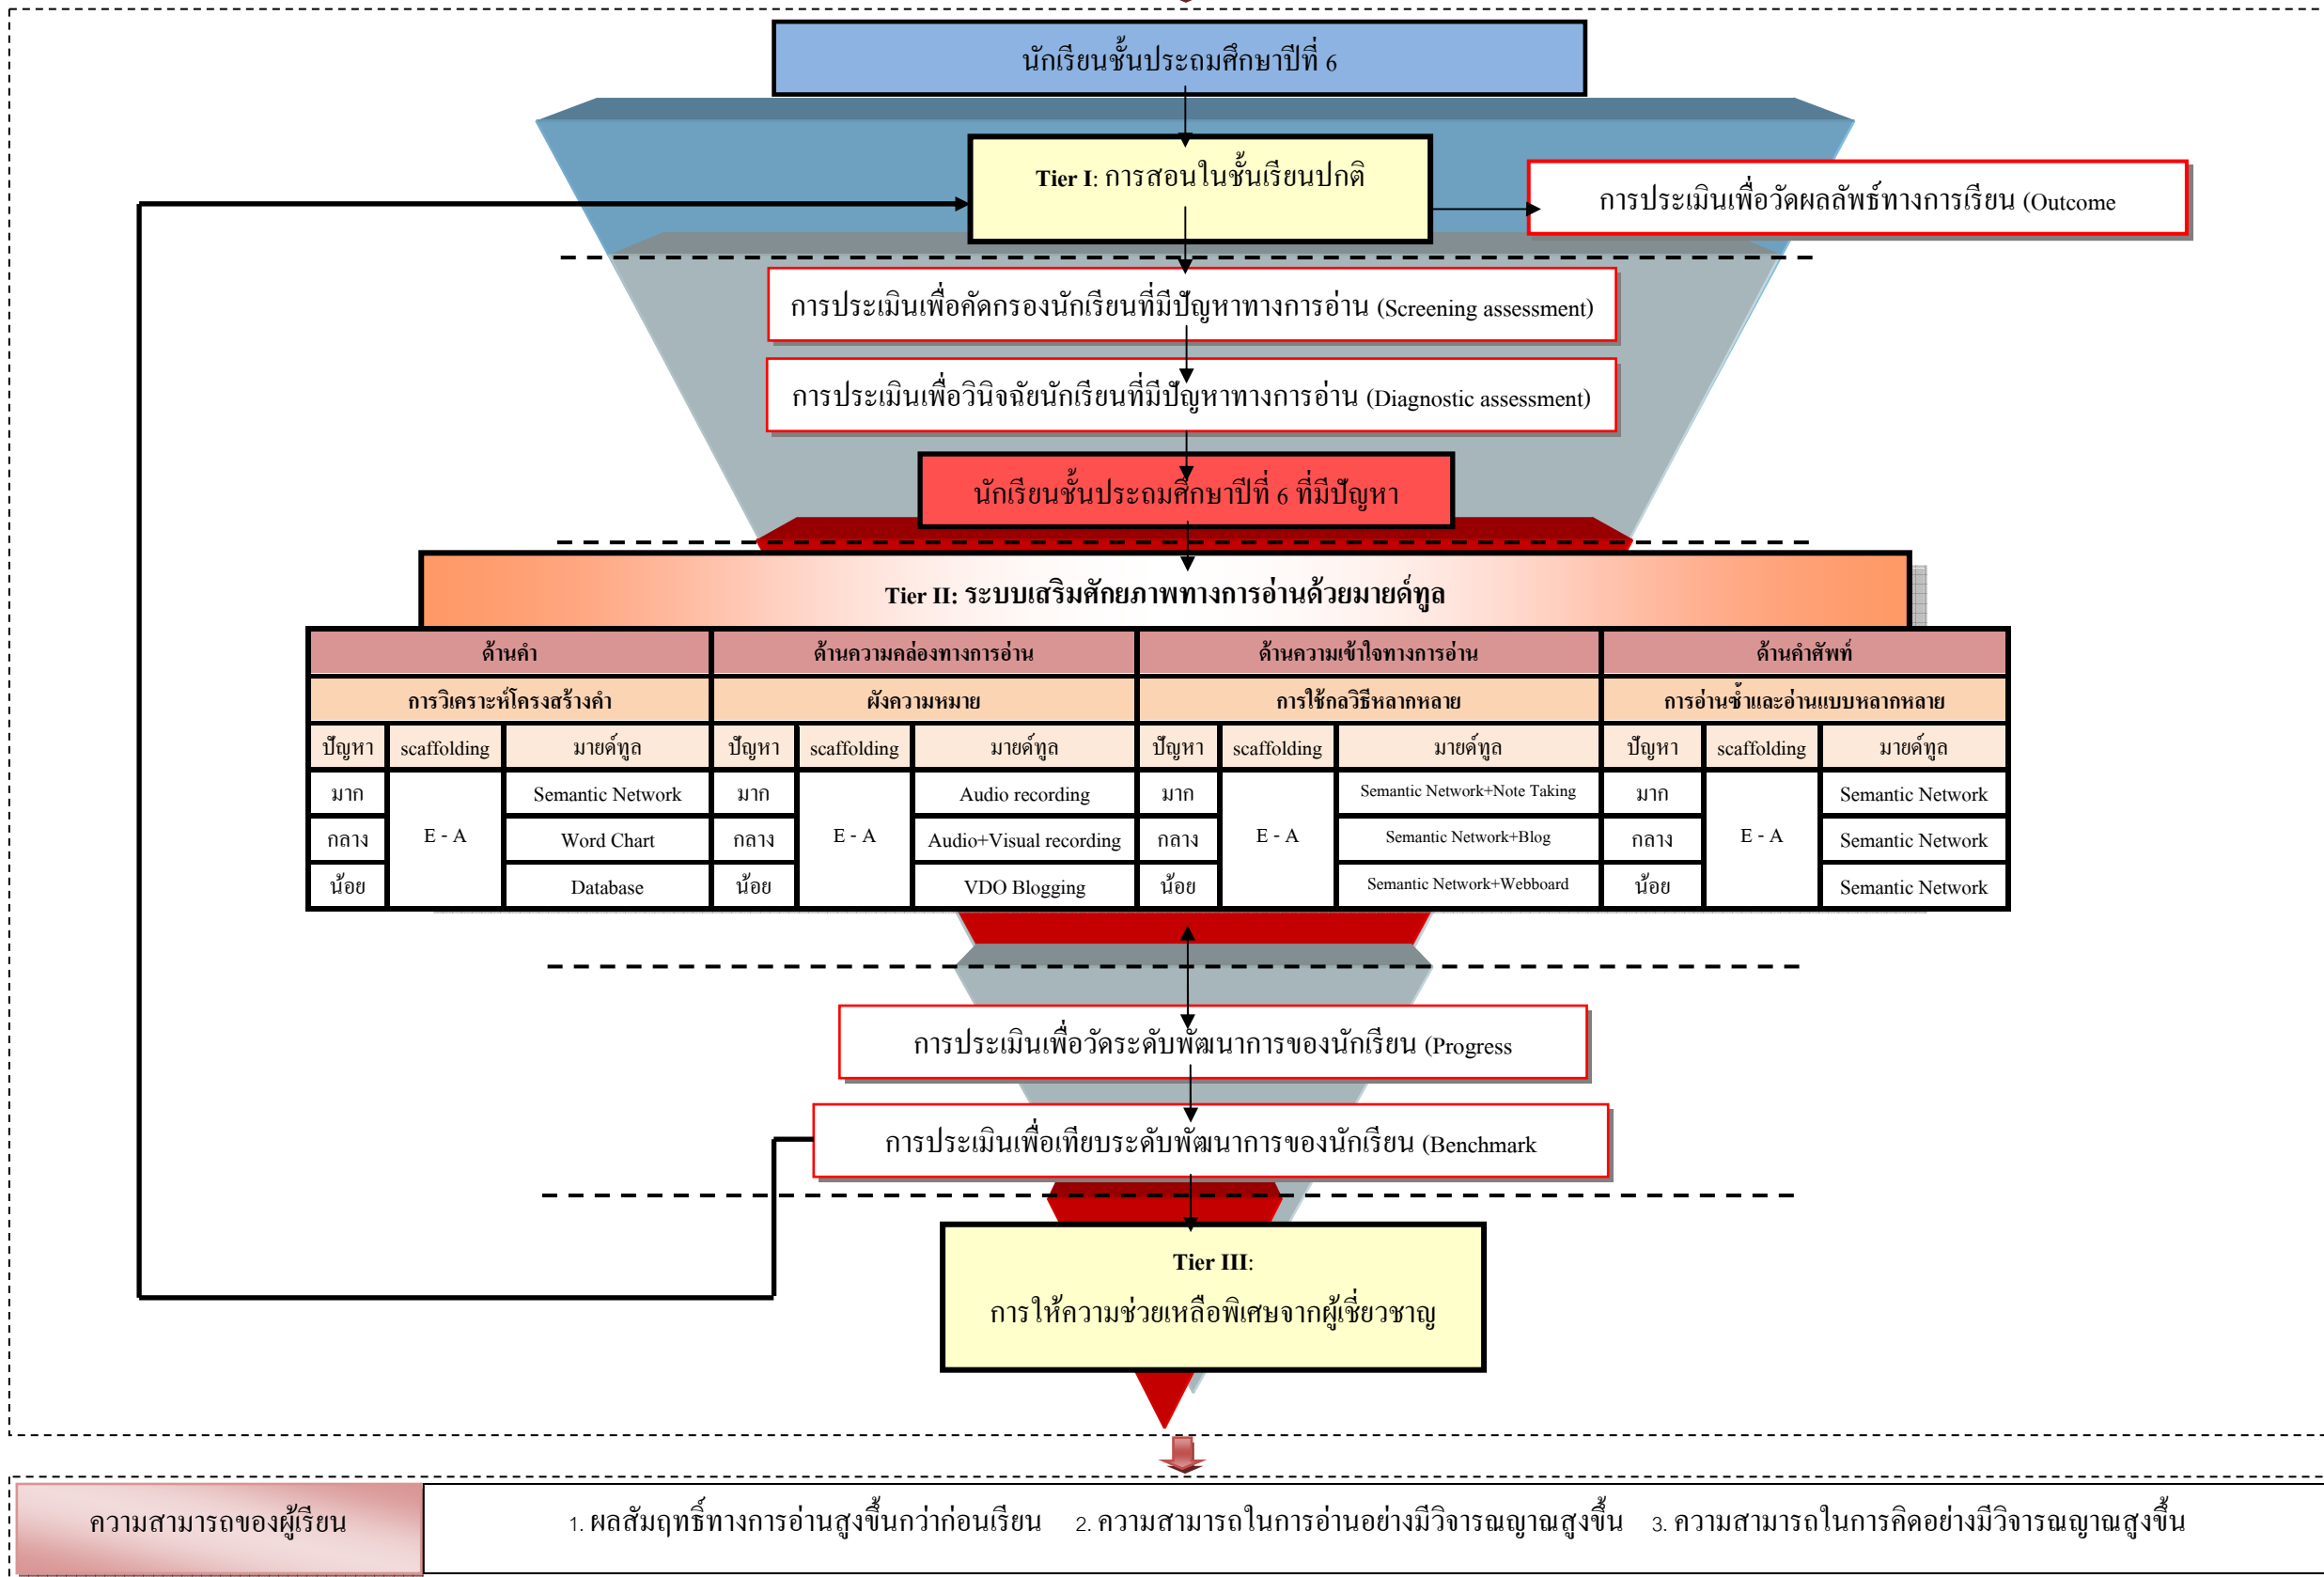 นักเรียนชั้นประถมศึกษาปีที่ 6
Tier I: การสอนในชั้นเรียนปกติ
การประเมินเพื่อวัดผลลัพธ์ทางการเรียน (Outcome
การประเมินเพื่อคัดกรองนักเรียนที่มีปัญหาทางการอ่าน (Screening assessment)
การประเมินเพื่อวินิจฉัยนักเรียนที่มีปัญหาทางการอ่าน (Diagnostic assessment)
นักเรียนชั้นประถมศึกษาปีที่ 6 ที่มีปัญหา
Tier II: ระบบเสริมศักยภาพทางการอ่านด้วยมายด์ทูล
ด้านคำ ด้านความคล่องทางการอ่าน ด้านความเข้าใจทางการอ่าน ด้านคำศัพท์
การวิเคราะห์โครงสร้างคำ ผังความหมาย การใช้กลวิธีหลากหลาย การอ่านซ้ำและอ่านแบบหลากหลาย
ปัญหา scaffolding มายด์ทูล ปัญหา scaffolding มายด์ทูล ปัญหา scaffolding มายด์ทูล ปัญหา scaffolding มายด์ทูล
มาก Semantic Network มาก Audio recording มาก Semantic Network+Note Taking มาก Semantic Network
กลาง E - A Word Chart กลาง E - A Audio+Visual recording กลาง E - A Semantic Network+Blog กลาง E - A Semantic Network
น้อย Database น้อย VDO Blogging น้อย Semantic Network+Webboard น้อย Semantic Network
การประเมินเพื่อวัดระดับพัฒนาการของนักเรียน (Progress
การประเมินเพื่อเทียบระดับพัฒนาการของนักเรียน (Benchmark
Tier III:
การให้ความช่วยเหลือพิเศษจากผู้เชี่ยวชาญ
ความสามารถของผู้เรียน
1. ผลสัมฤทธิ์ทางการอ่านสูงขึ้นกว่าก่อนเรียน 2. ความสามารถในการอ่านอย่างมีวิจารณญาณสูงขึ้น 3. ความสามารถในการคิดอย่างมีวิจารณญาณสูงขึ้น